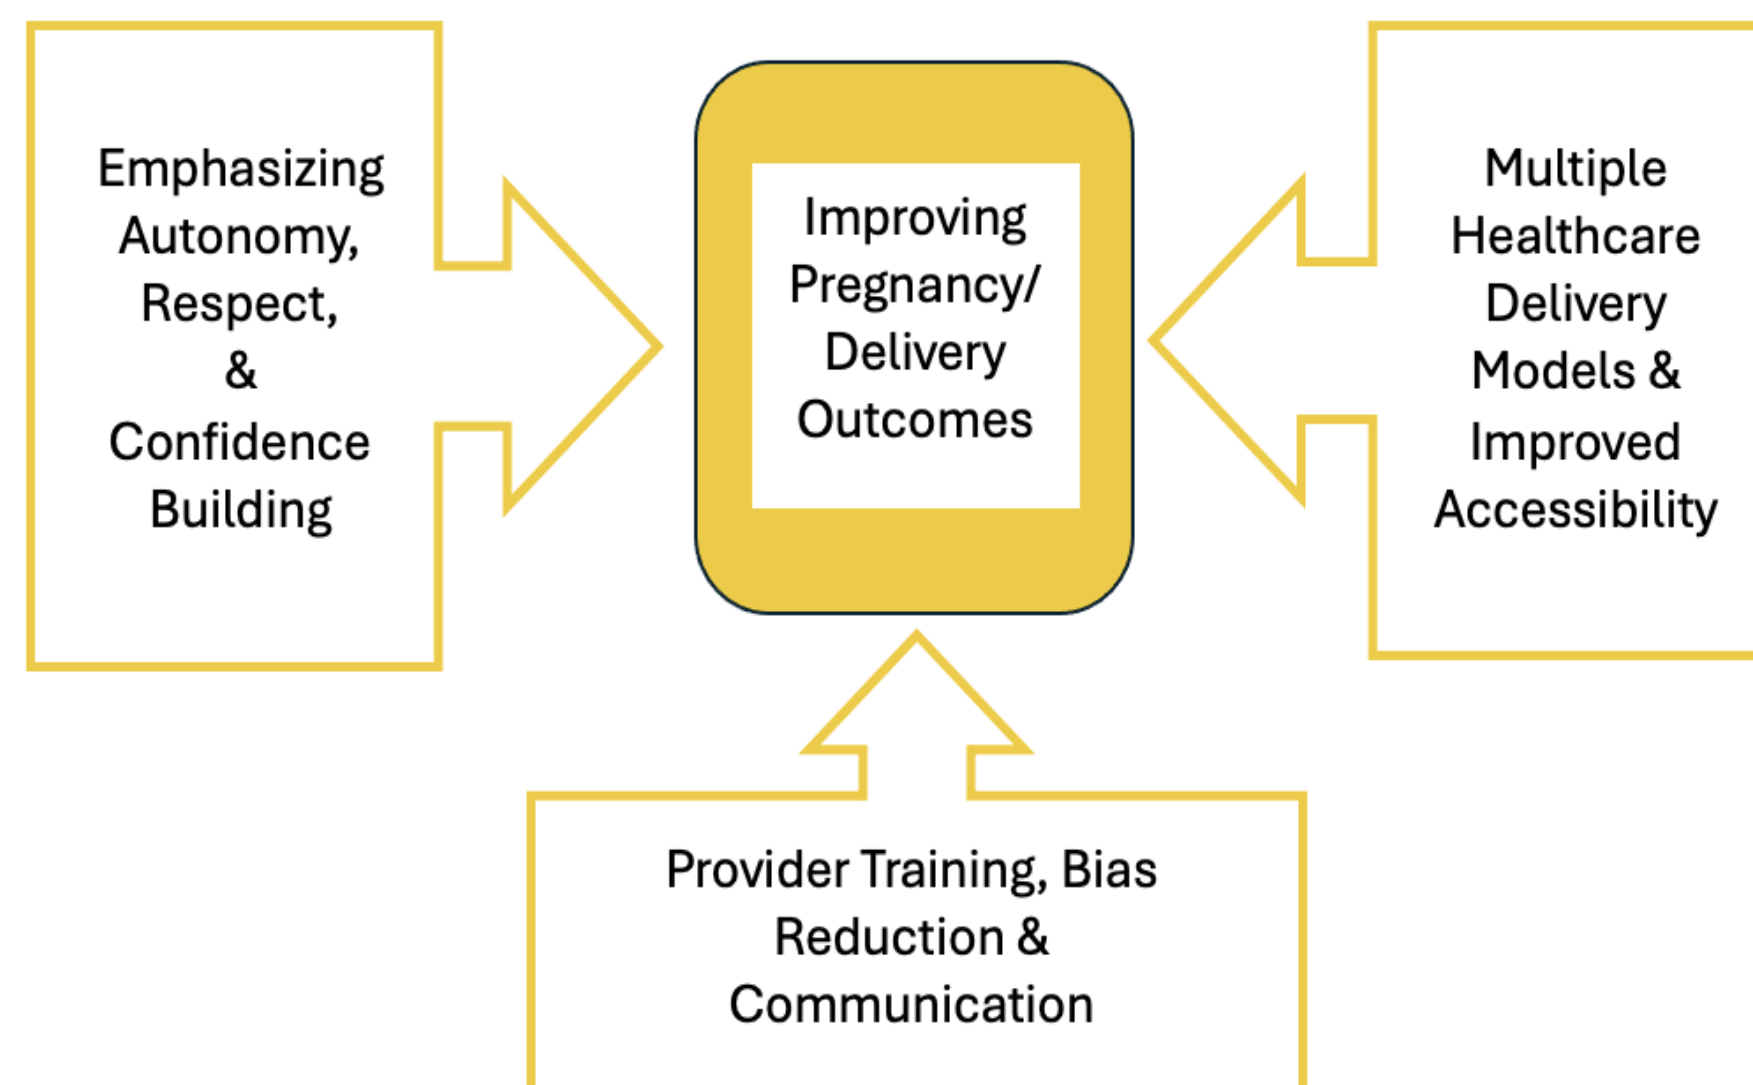 Emphasizing
Autonomy,
Respect,
&
Confidence
Building
Improving
Pregnancy/
Delivery
Outcomes
Multiple
Healthcare
Delivery
Models &
Improved
Accessibility
Provider Training, Bias
Reduction &
Communication